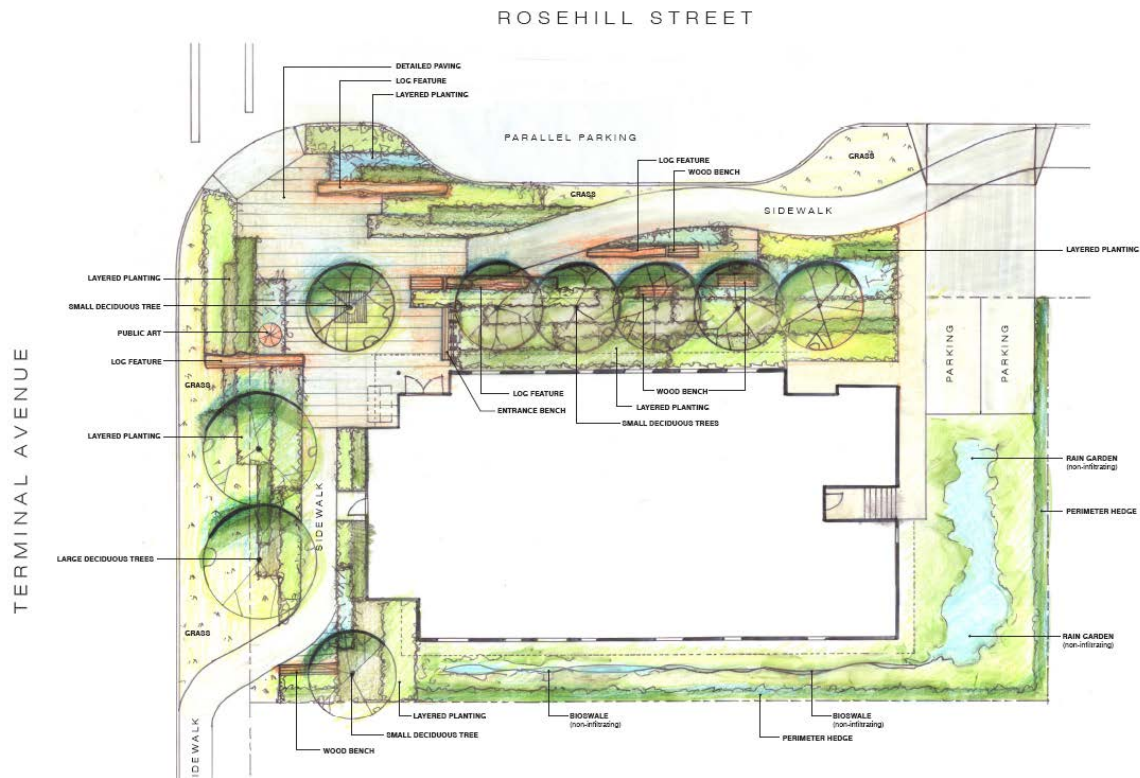 ROSEHILL STREET
DETAILED PAVING
LOG FEATURE
LAYERED PLANTING
PARALLEL PARKING
GRASS
LOG FEATURE
WOOD BENCH
GRASS
SIDEWALK
LAYERED PLANTING
LAYERED PLANTING
SMALL DECIDUOUS TREE
PUBLIC ART
LOG FEATURE
GRASS
PARKING
PARKING
LOG FEATURE
ENTRANCE BENCH
WOOD BENCH
LAYERED PLANTING
SMALL DECIDUOUS TREES
TERMINAL AVENUE
LAYERED PLANTING
SIDEWALK
RAIN GARDEN
(non-infiltrating)
PERIMETER HEDGE
LARGE DECIDUOUS TREES
GRASS
RAIN GARDEN
(non-infiltrating)
SIDEWALK
LAYERED PLANTING
SMALL DECIDUOUS TREE
WOOD BENCH
BIOSWALE
(non-infiltrating)
BIOSWALE
(non-infiltrating)
PERIMETER HEDGE